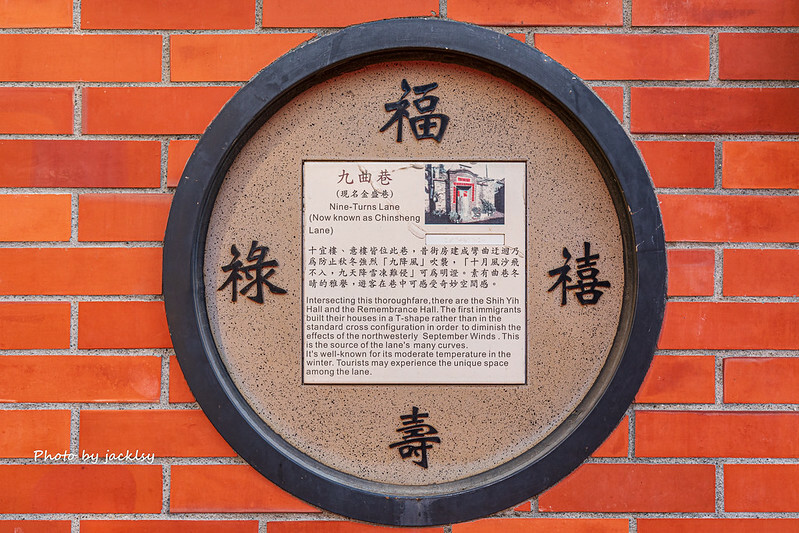 福
祿
禧
壽
九曲巷
(現名金盛巷)
Nine-Turns Lane
(Now known as Chinsheng
Lane)
十宜樓、意樓皆位此巷,昔街房建成彎曲迂迴乃
為防止秋冬強烈「九降風」吹襲,「十月風沙飛
不入,九天降雪凍難侵」可為明證。素有曲巷冬
晴的雅譽,遊客在巷中可感受奇妙空間感。
Intersecting this thoroughfare,there are the Shih Yih
Hall and the Remembrance Hall. The first immigrants
built their houses in a T-shape rather than in the
standard cross configuration in order to diminish the
effects of the northwesterly September Winds . This
is the source of the lane's many curves.
It's well-known for its moderate temperature in the
winter. Tourists may experience the unique space
among the lane.
Photo by jacklsy